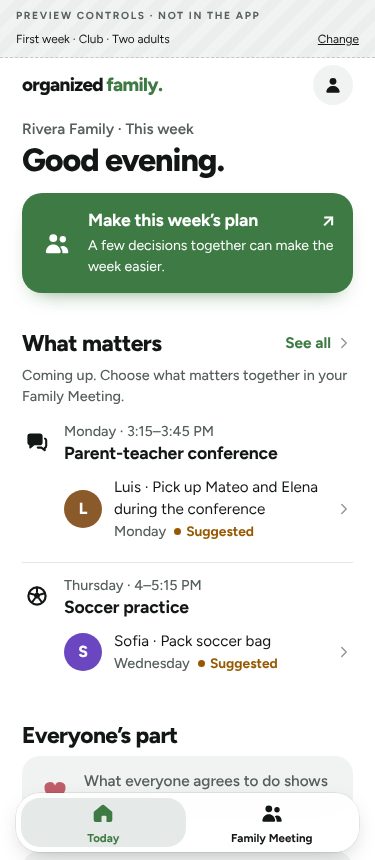 PREVIEW CONTROLS · NOT IN THE APP
First week · Club · Two adults
Change
organized family.
Rivera Family · This week
Good evening.
Make this week’s plan
A few decisions together can make the
week easier.
What matters
See all
Coming up. Choose what matters together in your
Family Meeting.
Monday · 3:15–3:45 PM
Parent-teacher conference
L
Luis · Pick up Mateo and Elena
during the conference
Monday
Suggested
Thursday · 4–5:15 PM
Soccer practice
S
Sofia · Pack soccer bag
Wednesday
Suggested
Everyone’s part
What everyone agrees to do shows
Today
Family Meeting